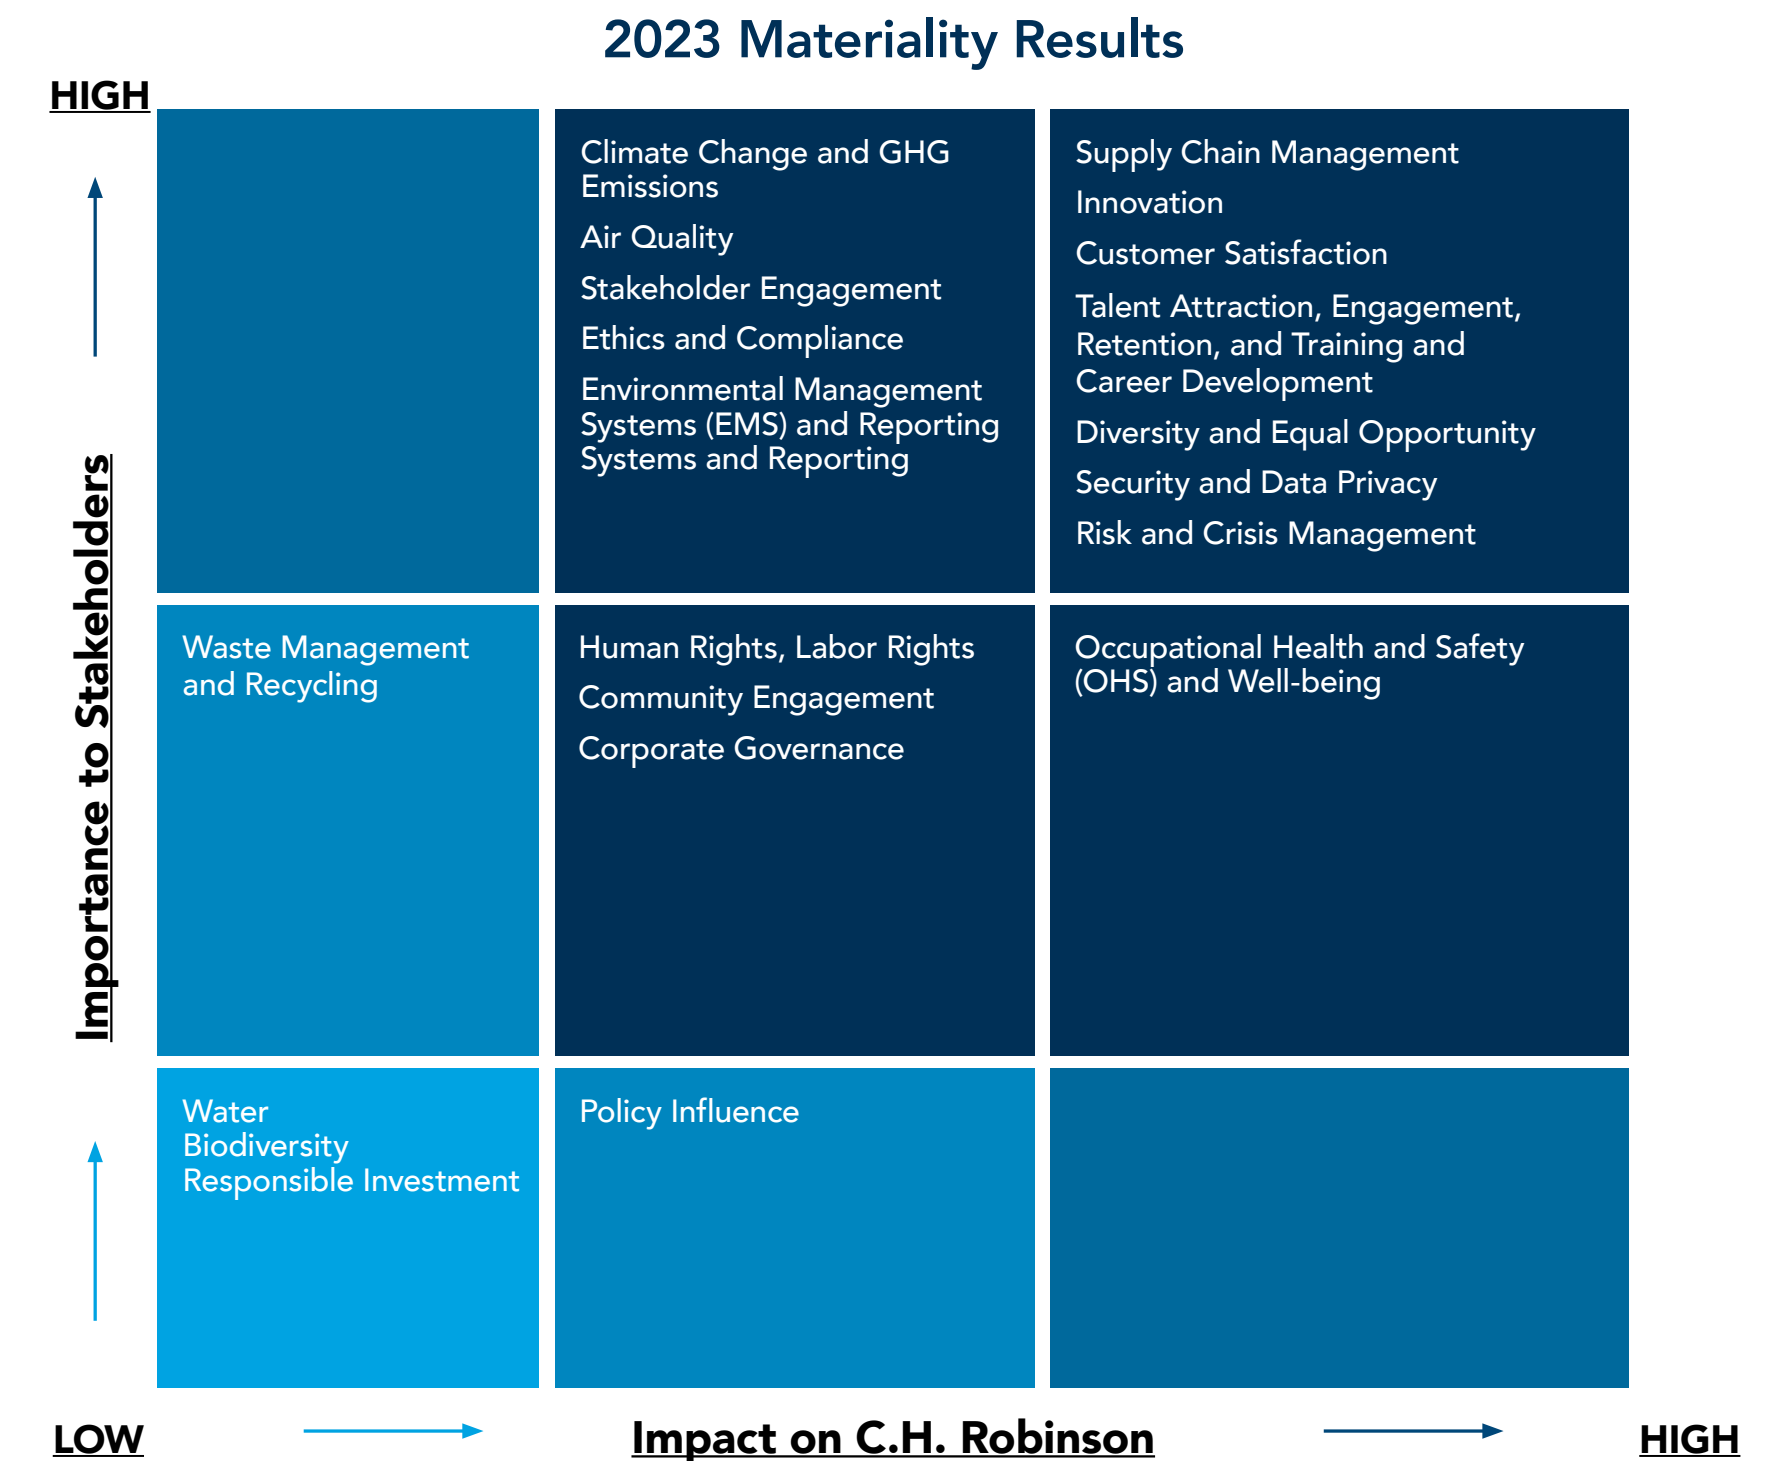 2023 Materiality Results
HIGH
Climate Change and GHG
Emissions
Air Quality
Stakeholder Engagement
Ethics and Compliance
Environmental Management
Systems (EMS) and Reporting
Systems and Reporting
Supply Chain Management
Innovation
Customer Satisfaction
Talent Attraction, Engagement,
Retention, and Training and
Career Development
Diversity and Equal Opportunity
Security and Data Privacy
Risk and Crisis Management
Importance to Stakeholders
Waste Management
and Recycling
Human Rights, Labor Rights
Community Engagement
Corporate Governance
Occupational Health and Safety
(OHS) and Well-being
Water
Biodiversity
Responsible Investment
Policy Influence
LOW
Impact on C.H. Robinson
HIGH